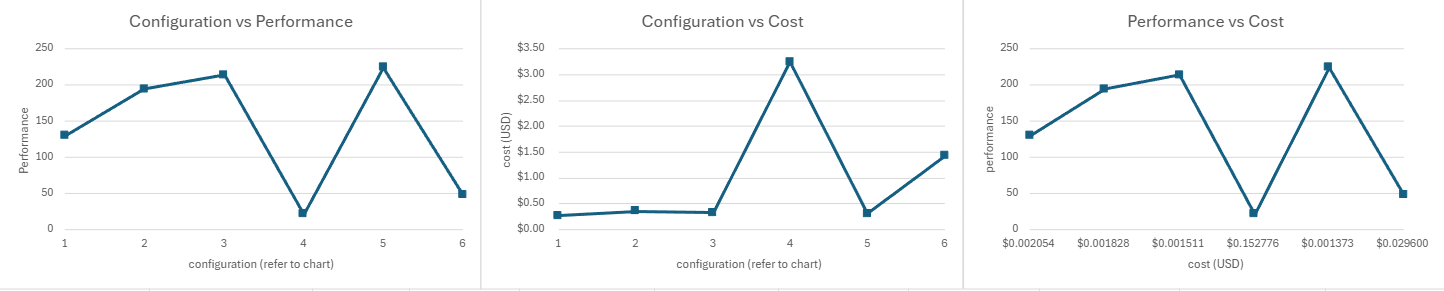 Configuration vs Performance
250
200
150
100
50
0
Performance
1 2 3 4 5 6
configuration (refer to chart)
Configuration vs Cost
$3.50
$3.00
$2.50
$2.00
$1.50
$1.00
$0.50
$0.00
cost (USD)
1 2 3 4 5 6
configuration (refer to chart)
Performance vs Cost
250
200
150
100
50
0
performance
$0.002054 $0.001828 $0.001511 $0.152776 $0.001373 $0.029600
cost (USD)